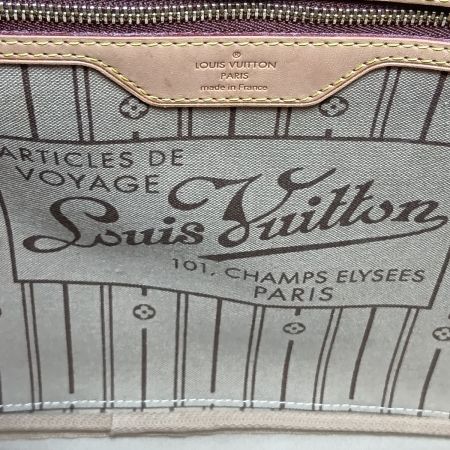 LOUIS VUITTON
PARIS
made in France
ARTICLES DE
VOYAGE
Louis Vuitton
101, CHAMPS ELYSEES
PARIS